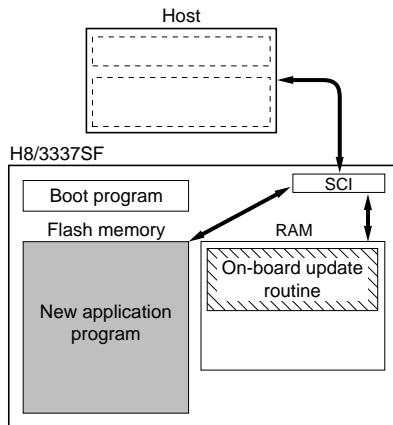 Host
H8/3337SF
SCI
Boot program
Flash memory
RAM
On-board update
routine
New application
program